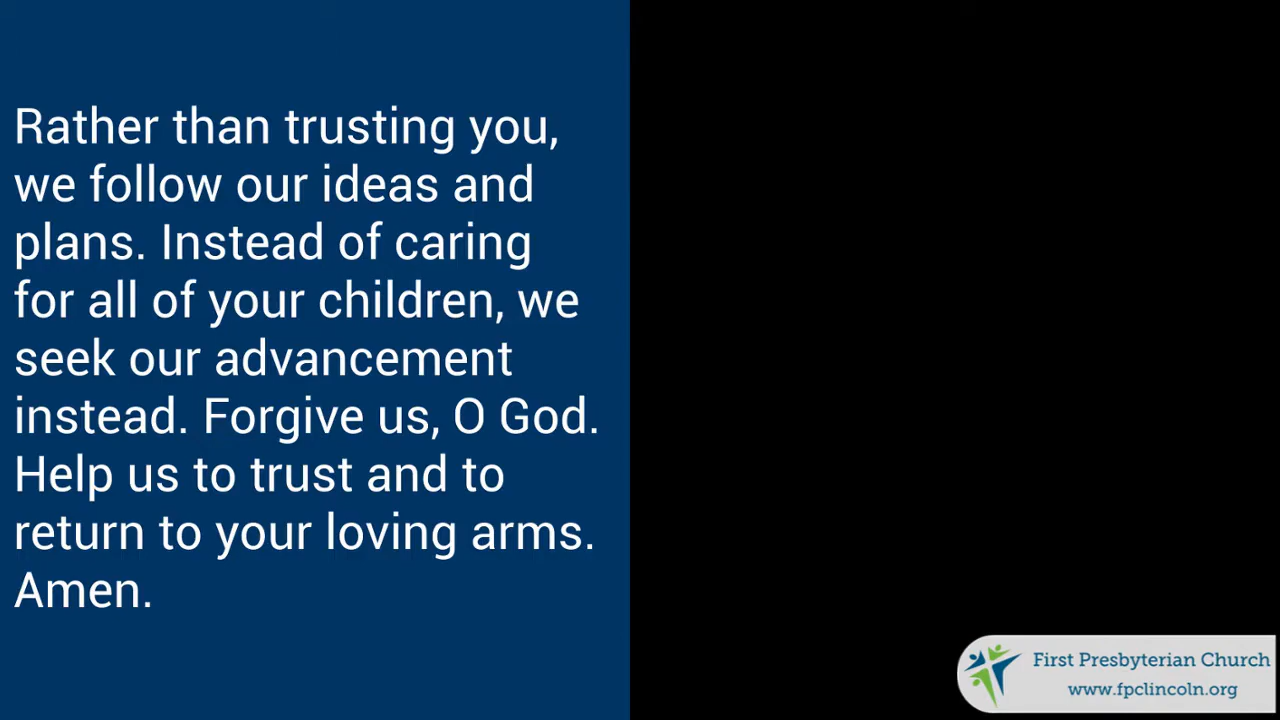 Rather than trusting you,
we follow our ideas and
plans. Instead of caring
for all of your children, we
seek our advancement
instead. Forgive us, O God.
Help us to trust and to
return to your loving arms.
Amen.
First Presbyterian Church
www.fpclincoln.org